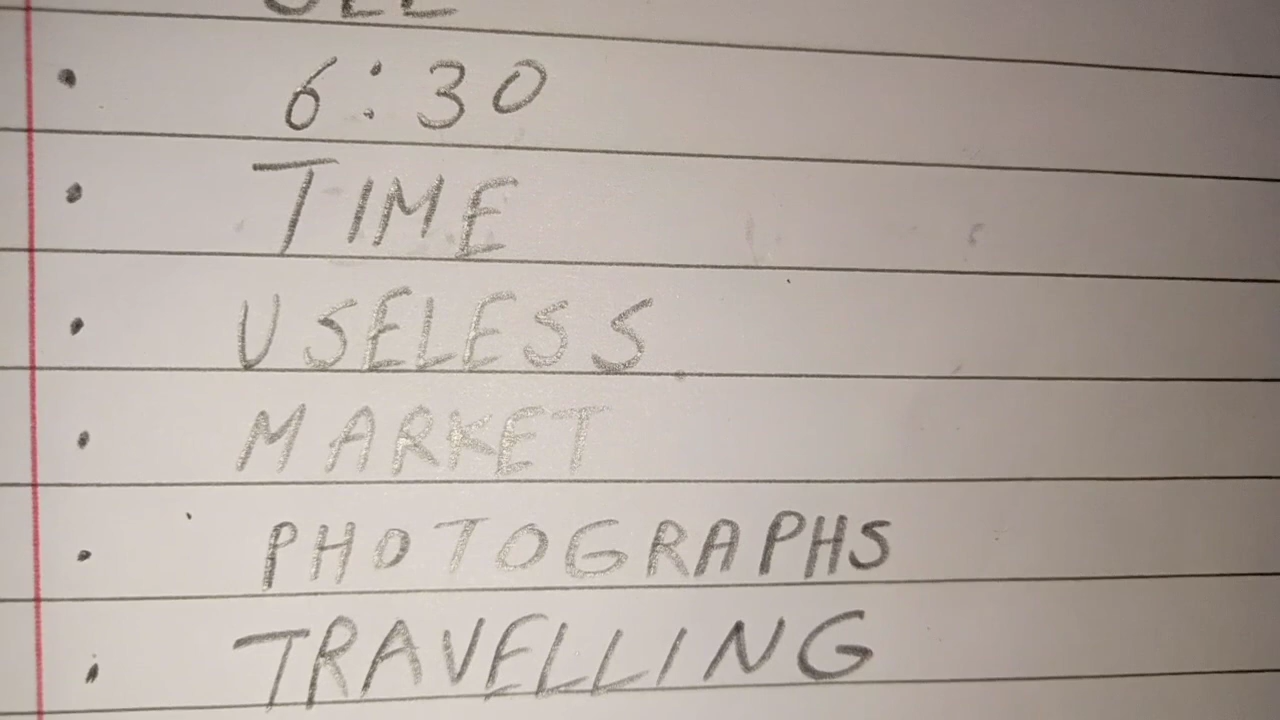 • 6:30
• TIME
• USELESS
• MARKET
• PHOTOGRAPHS
• TRAVELLING